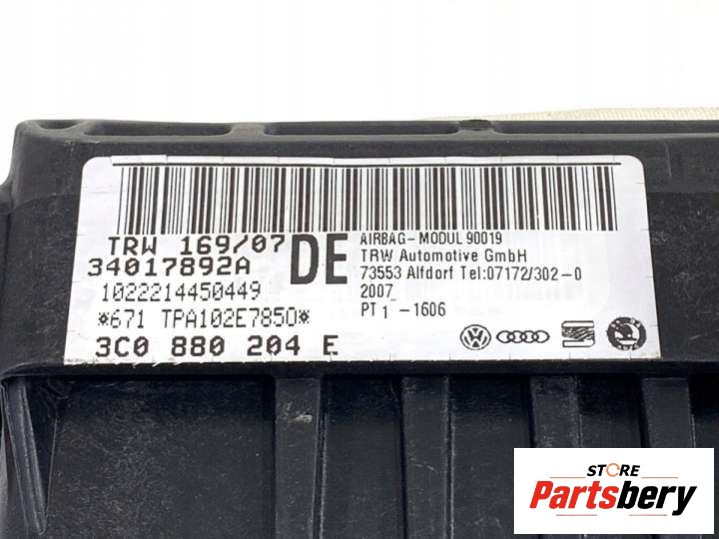 TRW 169/07
34017892A
DE
1022214450449
*671 TPA102E785O*
3C0 880 204 E
AIRBAG-MODUL 90019
TRW Automotive GmbH
73553 Alfdorf Tel:07172/302-0
2007
PT 1 -1606
STORE
Partsbery